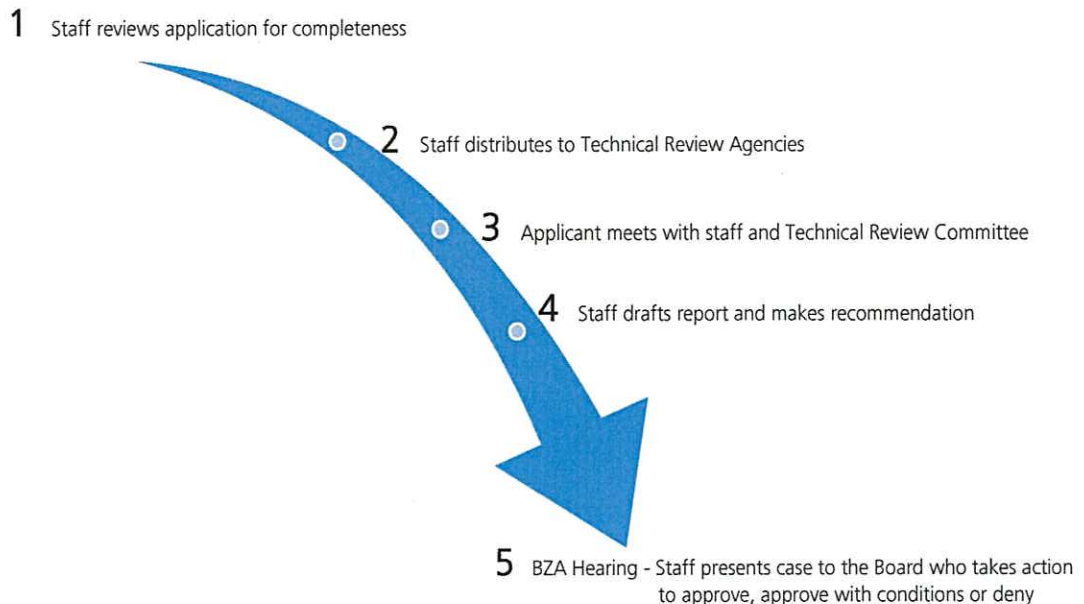 1 Staff reviews application for completeness
2 Staff distributes to Technical Review Agencies
3 Applicant meets with staff and Technical Review Committee
4 Staff drafts report and makes recommendation
5 BZA Hearing - Staff presents case to the Board who takes action
to approve, approve with conditions or deny